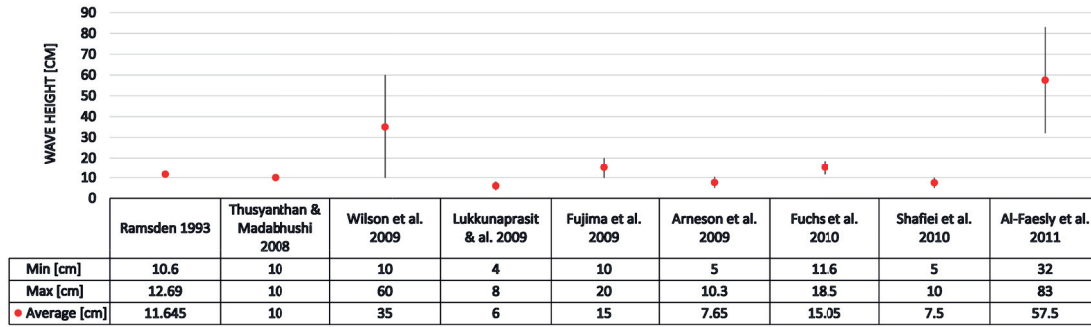 90
80
70
60
50
40
30
20
10
0
WAVE HEIGHT [CM]
Ramsden 1993
Thusyanthan &
Madabhushi
2008
Wilson et al.
2009
Lukkunaprasit
& al. 2009
Fujima et al.
2009
Arneson et al.
2009
Fuchs et al.
2010
Shafiei et al.
2010
Al-Faesly et al.
2011
Min [cm] 10.6 10 10 4 10 5 11.6 5 32
Max [cm] 12.69 10 60 8 20 10.3 18.5 10 83
Average [cm] 11.645 10 35 6 15 7.65 15.05 7.5 57.5